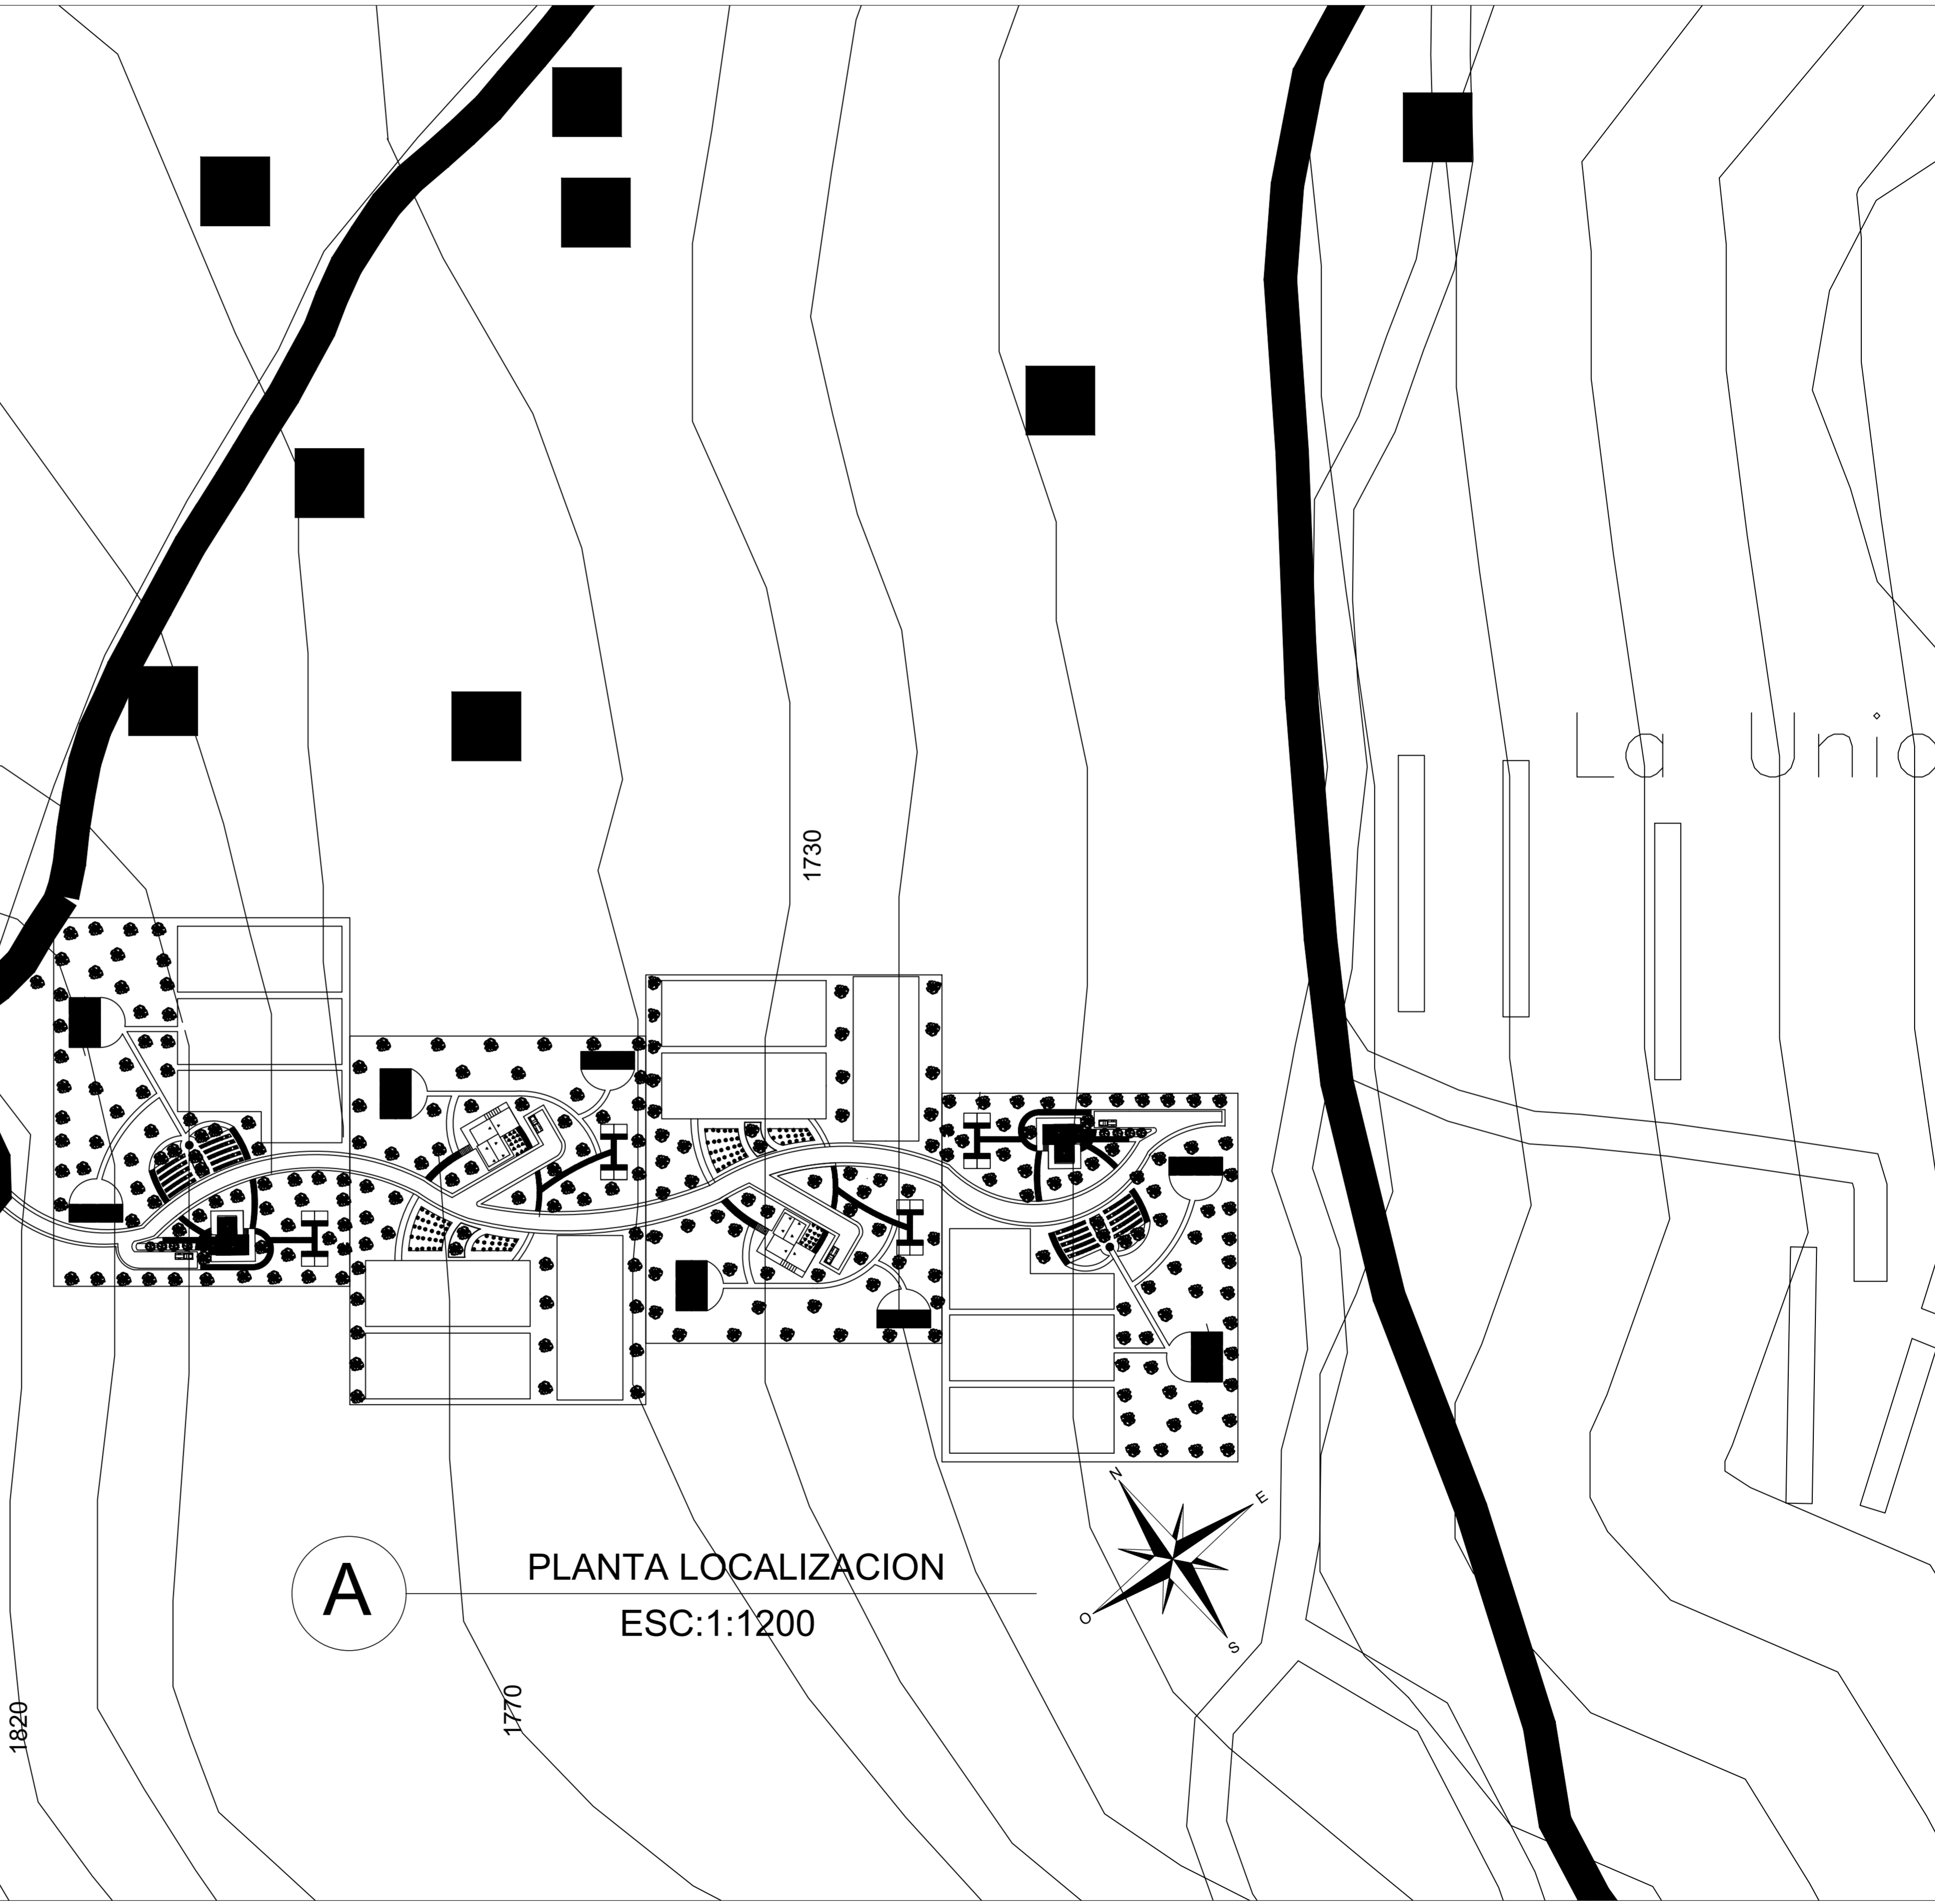 La Unio
1730
N
E
O
S
A
PLANTA LOCALIZACION
ESC:1:1200
1820
1770